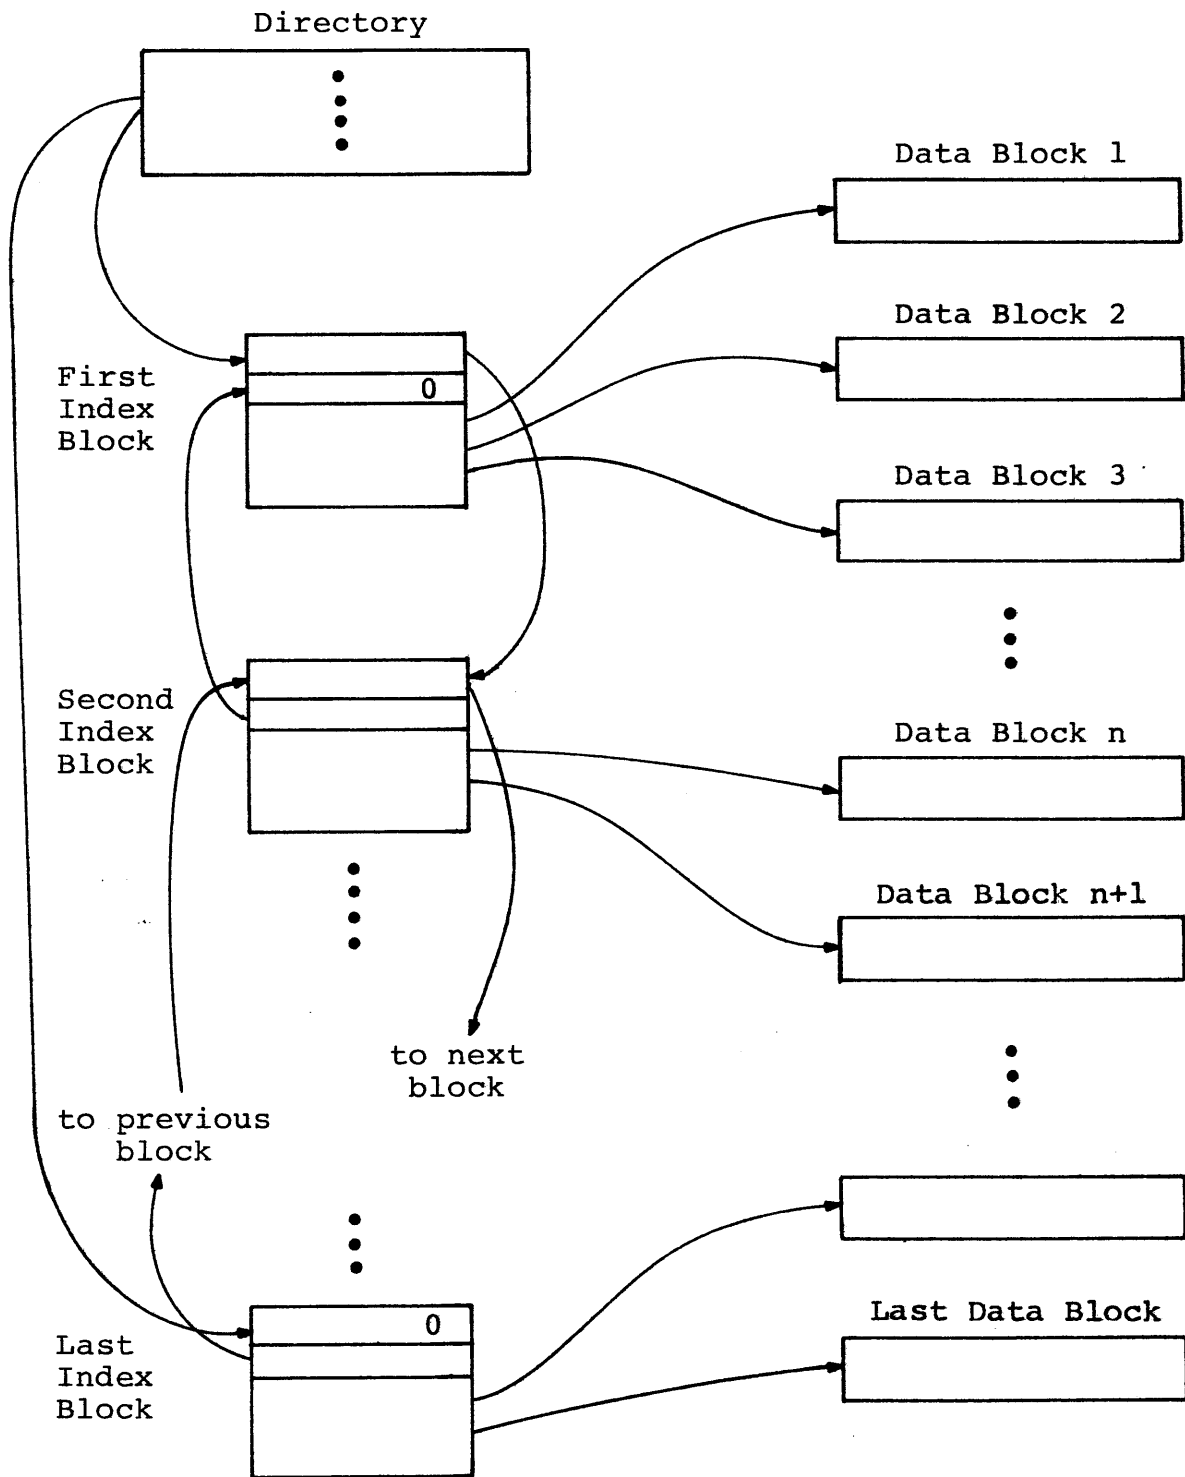 Directory
Data Block 1
Data Block 2
First
Index
Block
0
Data Block 3
Second
Index
Block
Data Block n
Data Block n+1
to next
block
to previous
block
0
Last Data Block
Last
Index
Block